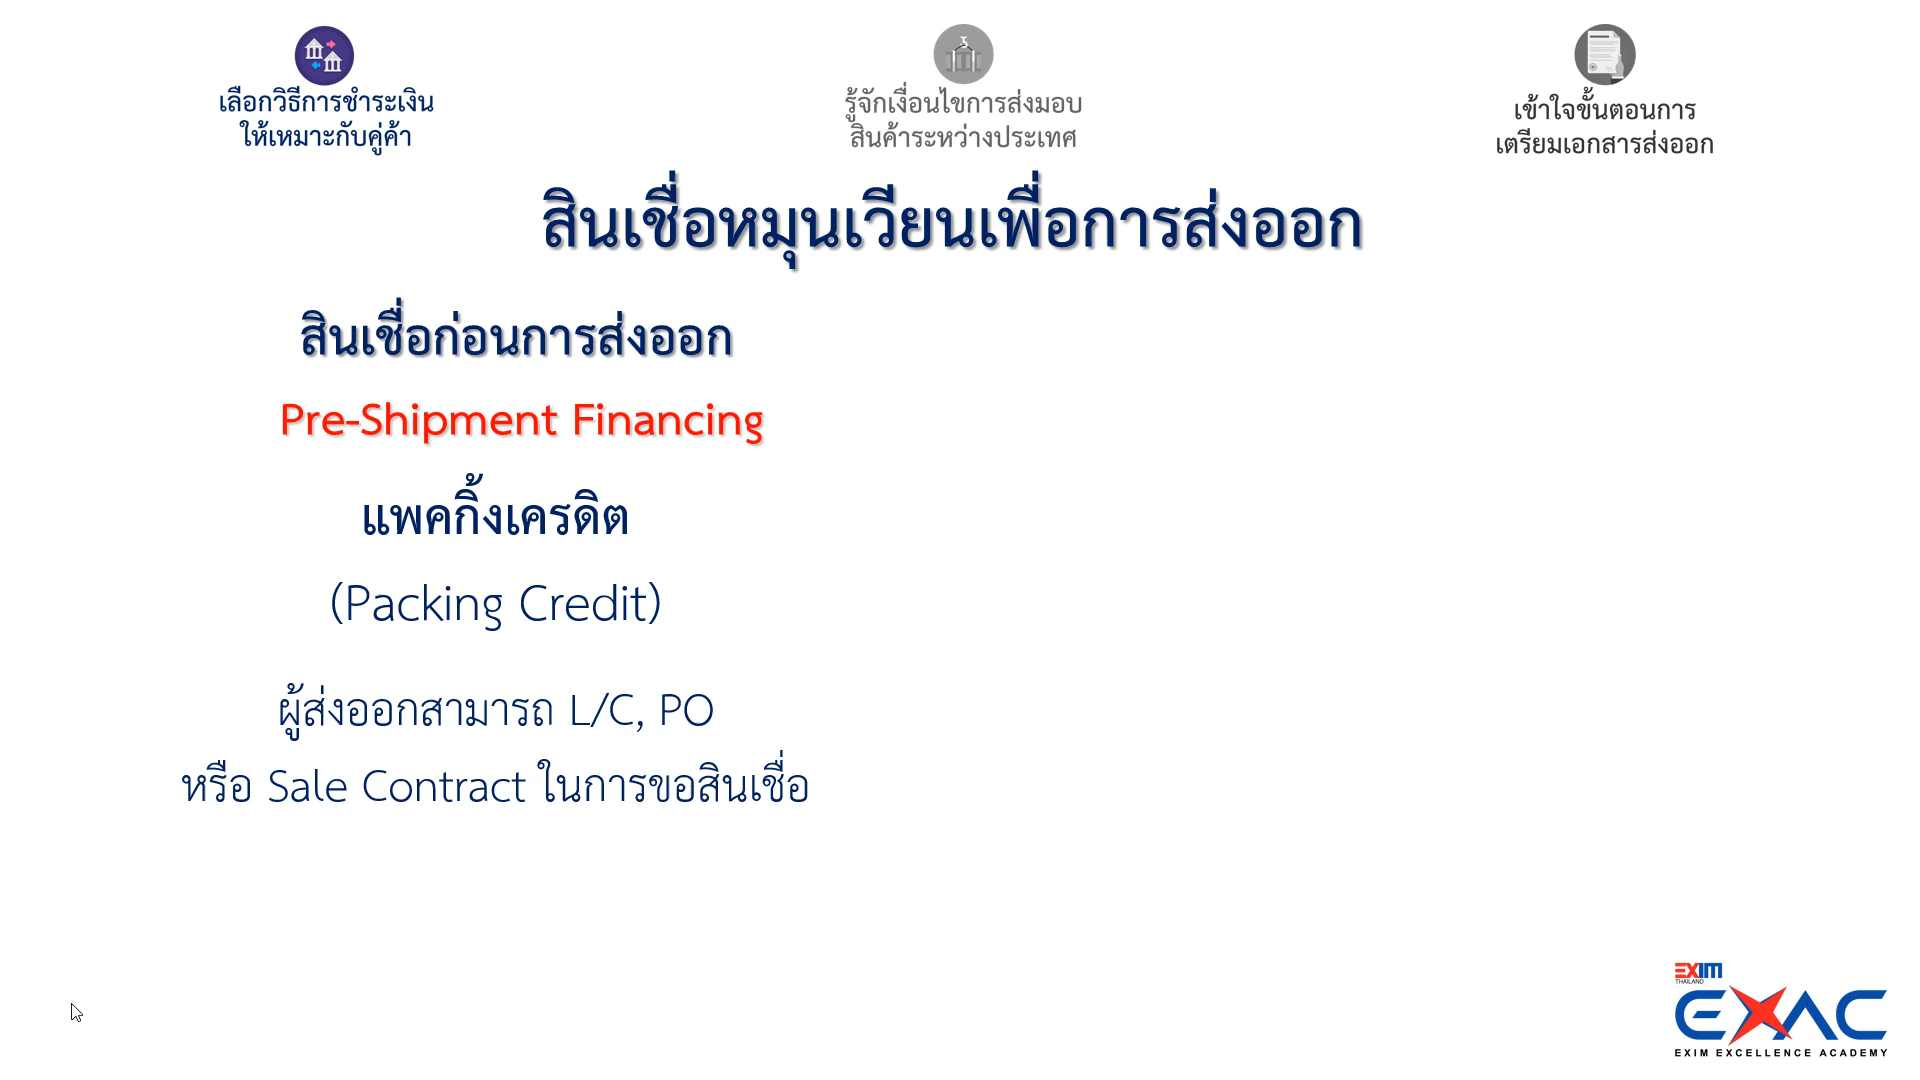 เลือกวิธีการชำระเงิน
ให้เหมาะกับคู่ค้า
รู้จักเงื่อนไขการส่งมอบ
สินค้าระหว่างประเทศ
เข้าใจขั้นตอนการ
เตรียมเอกสารส่งออก
สินเชื่อหมุนเวียนเพื่อการส่งออก
สินเชื่อก่อนการส่งออก
Pre-Shipment Financing
แพคกิ้งเครดิต
(Packing Credit)
ผู้ส่งออกสามารถ L/C, PO
หรือ Sale Contract ในการขอสินเชื่อ
EXIM
THAILAND
EXAC
EXIM EXCELLENCE ACADEMY